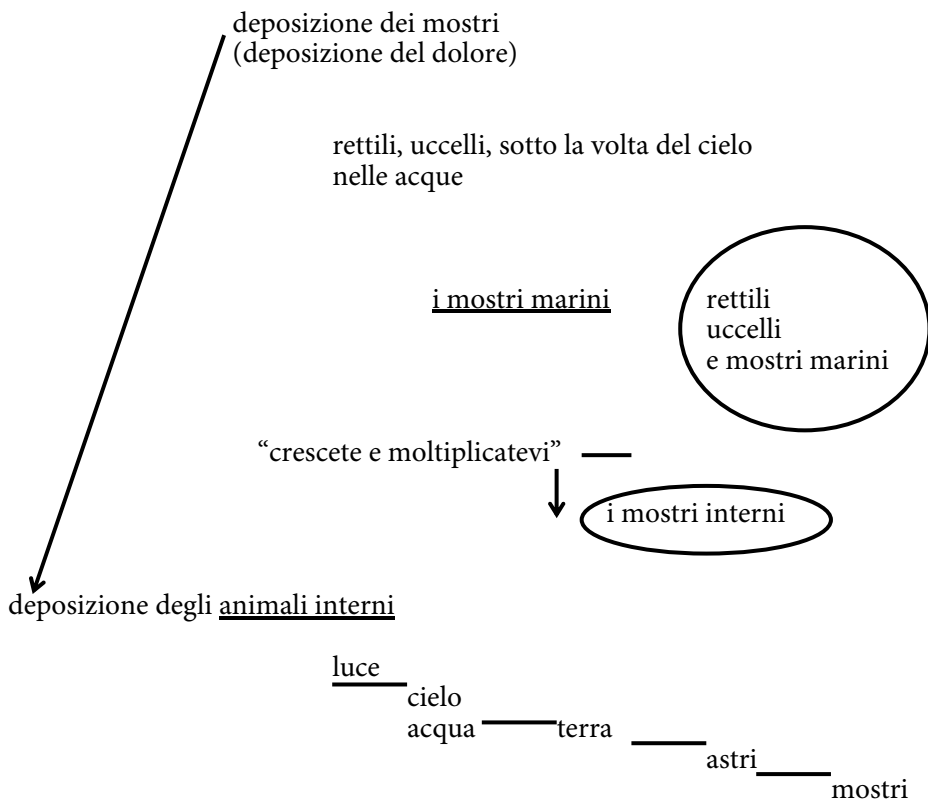 deposizione dei mostri
(deposizione del dolore)
rettili, uccelli, sotto la volta del cielo
nelle acque
i mostri marini
rettili
uccelli
e mostri marini
“crescete e moltiplicatevi”
i mostri interni
deposizione degli animali interni
luce
cielo
acqua
terra
astri
mostri